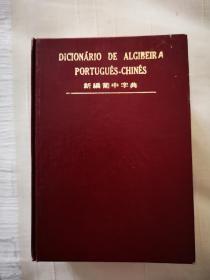 DICIONÁRIO DE ALGIBEIRA
PORTUGUÊS-CHINÊS
新編葡中字典